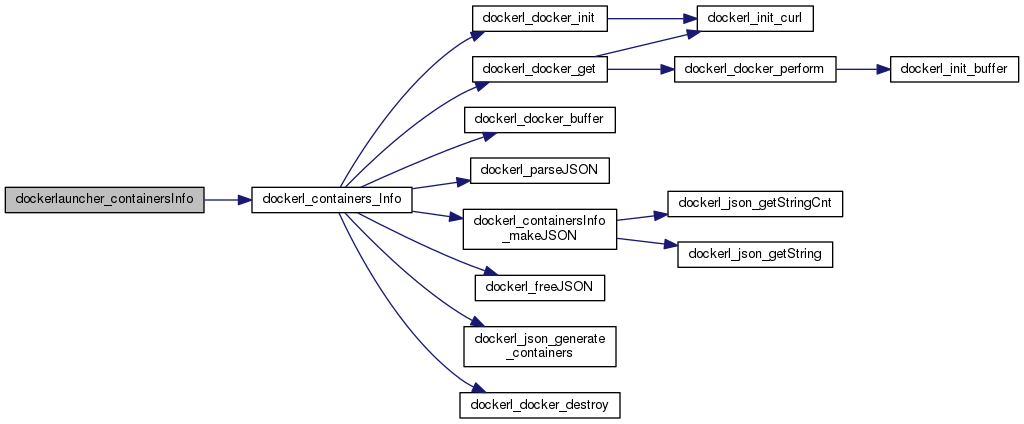 dockerl_docker_init
dockerl_init_curl
dockerl_docker_get
dockerl_docker_perform
dockerl_init_buffer
dockerl_docker_buffer
dockerl_parseJSON
dockerlauncher_containersInfo
dockerl_containers_Info
dockerl_json_getStringCnt
dockerl_containersInfo
_makeJSON
dockerl_json_getString
dockerl_freeJSON
dockerl_json_generate
_containers
dockerl_docker_destroy